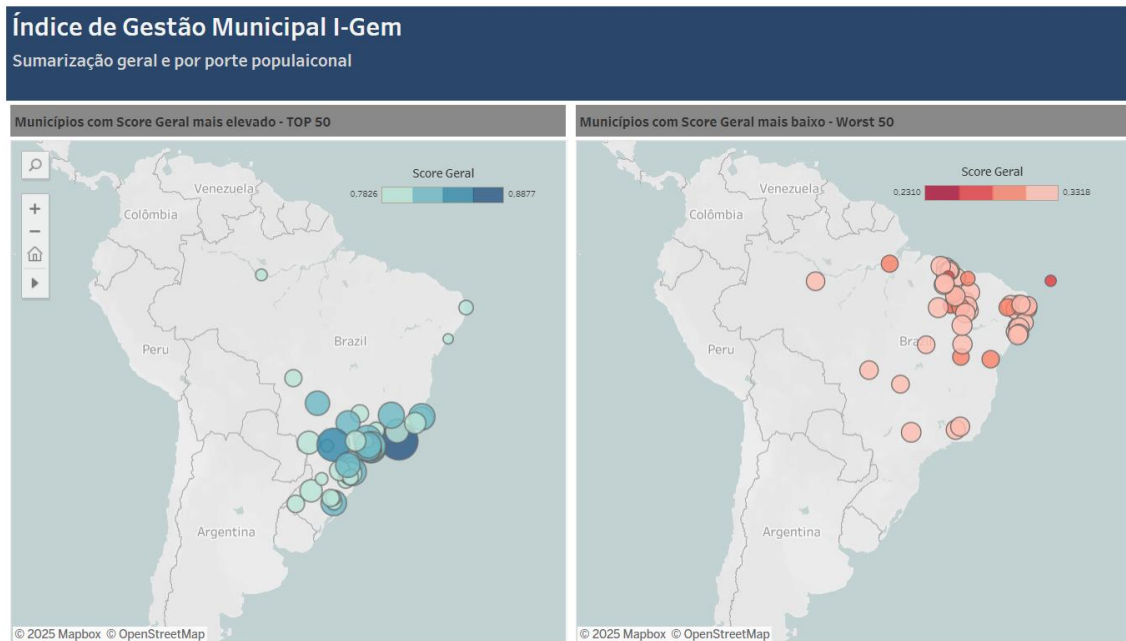 Índice de Gestão Municipal I-Gem
Sumarização geral e por porte populaiconal
Municípios com Score Geral mais elevado - TOP 50
Score Geral
0,7826
0,8877
Venezuela
Colômbia
Peru
Brazil
Argentina
© 2025 Mapbox © OpenStreetMap
Municípios com Score Geral mais baixo - Worst 50
Score Geral
0,2310
0,3318
Venezuela
Colômbia
Peru
Bra
Argentina
© 2025 Mapbox © OpenStreetMap